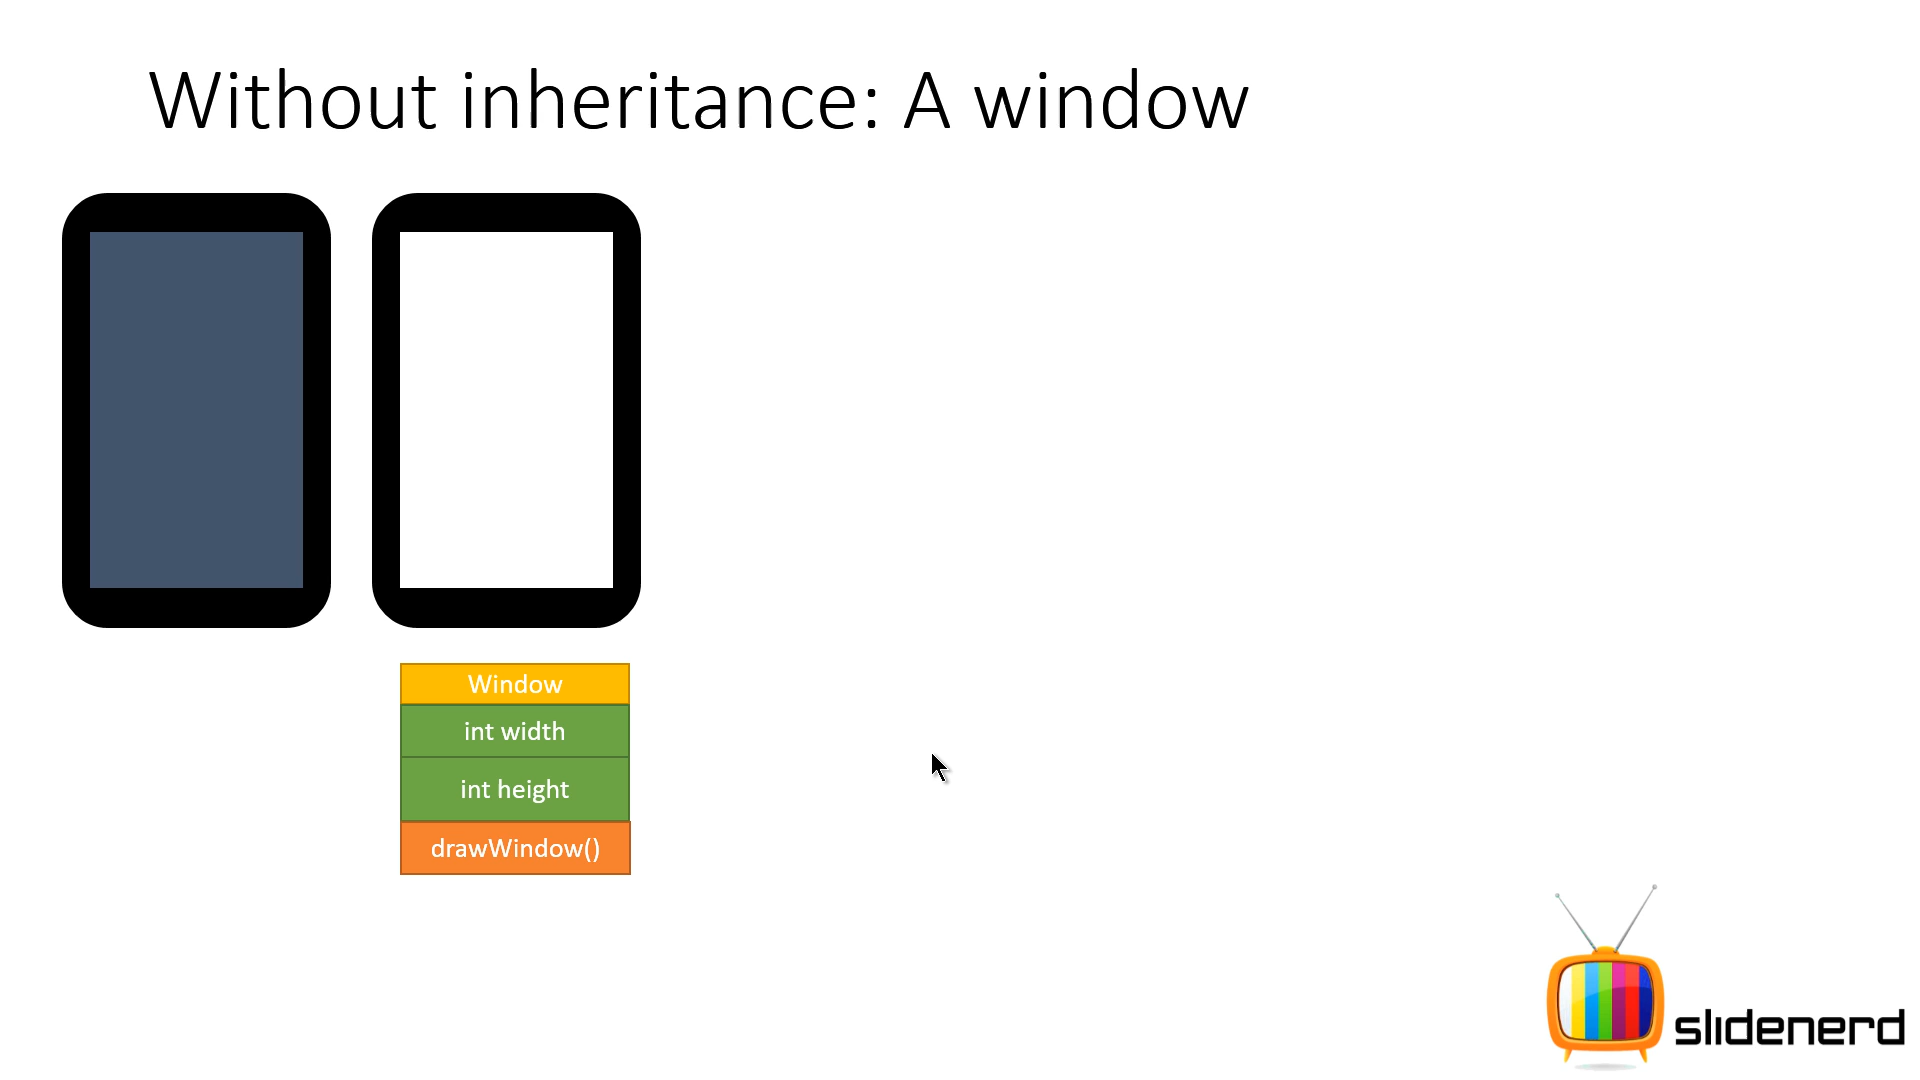 Without inheritance: A window
Window
int width
int height
drawWindow()
slidenerd